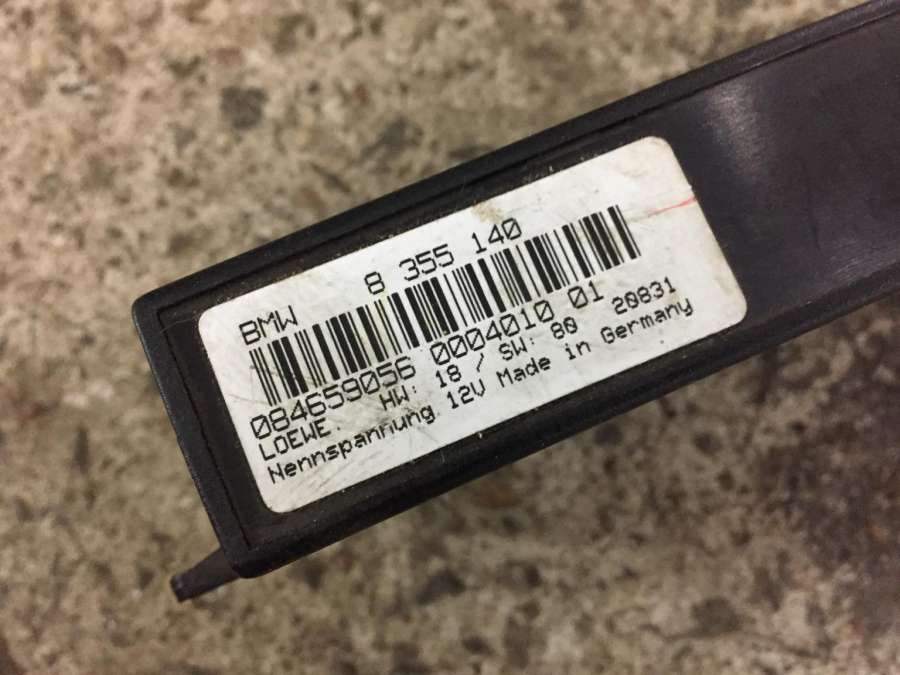 BMW 8 355 140
084659056 0004010 01
LOEWE. HW: 18 / SW: 80 20831
Nennspannung 12V Made in Germany